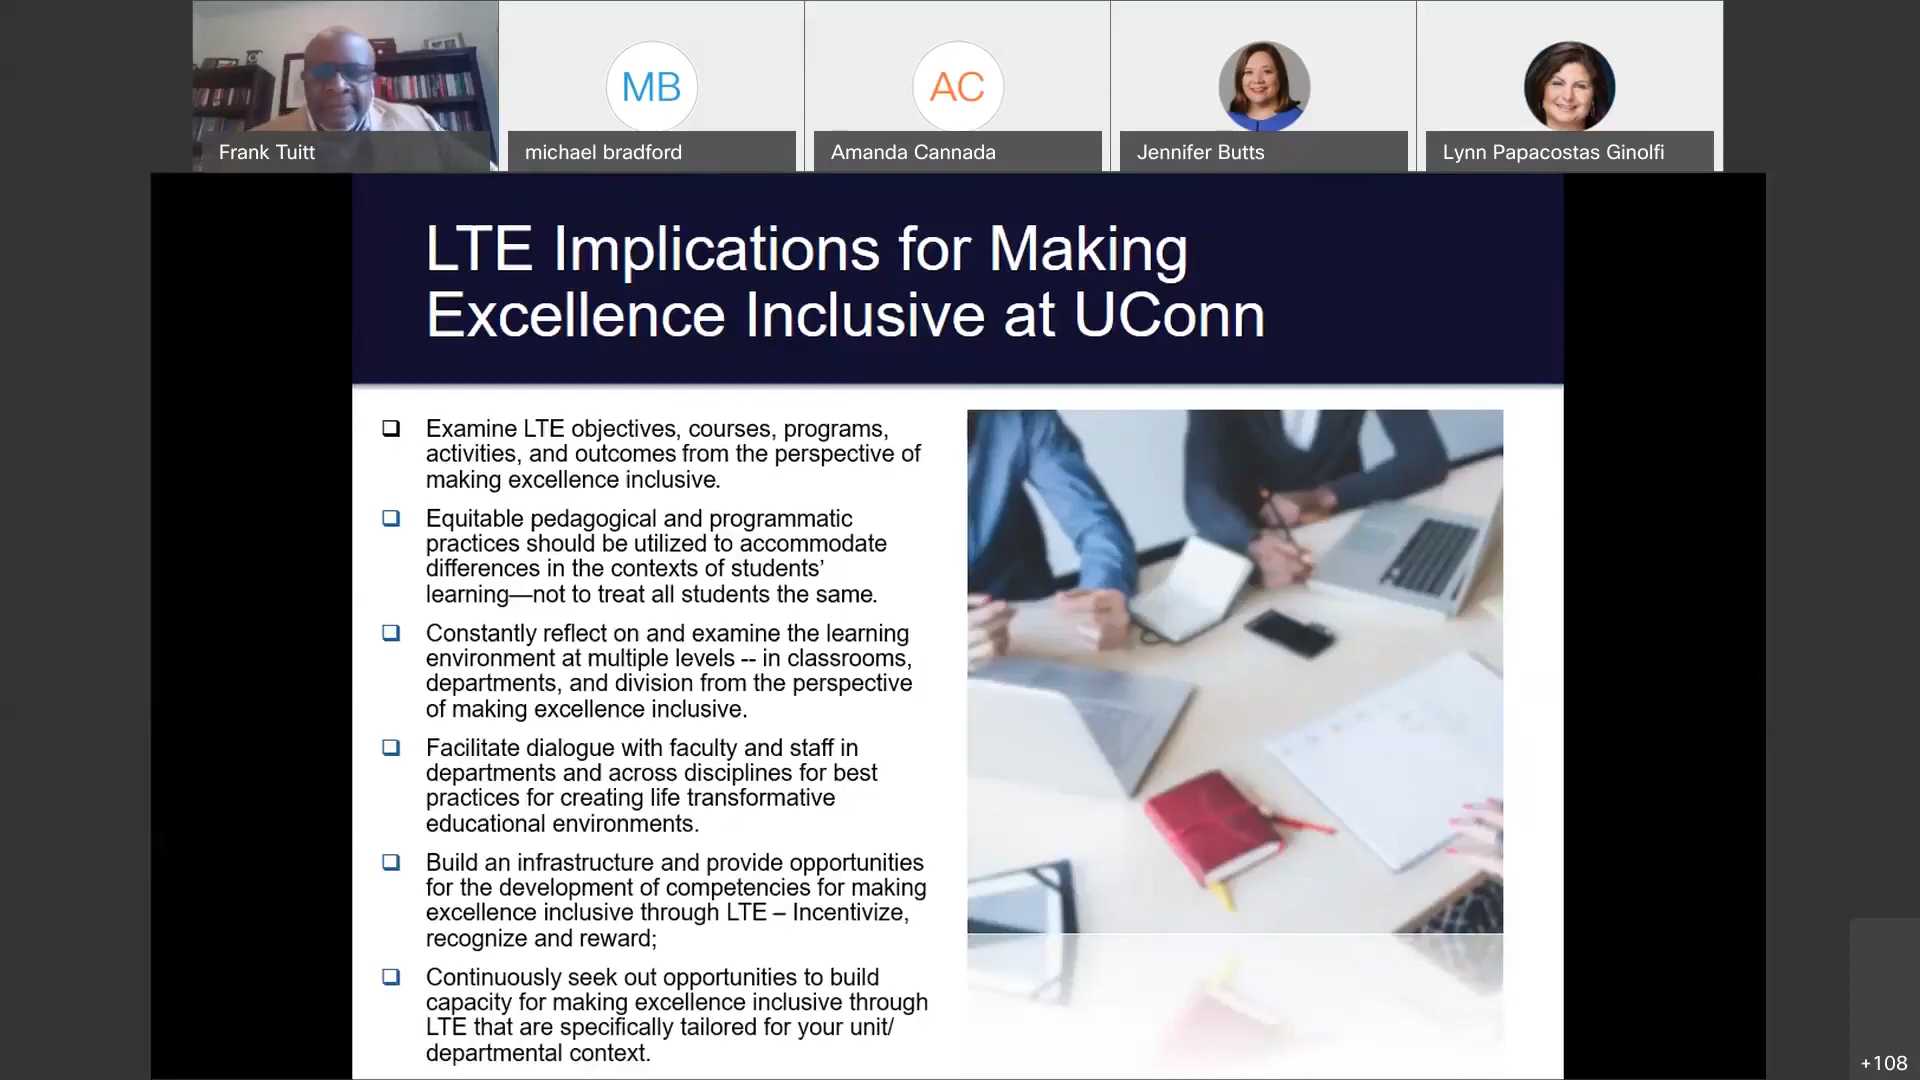 MB
AC
Frank Tuitt
michael bradford
Amanda Cannada
Jennifer Butts
Lynn Papacostas Ginolfi
LTE Implications for Making
Excellence Inclusive at UConn
❑ Examine LTE objectives, courses, programs,
activities, and outcomes from the perspective of
making excellence inclusive.
❑ Equitable pedagogical and programmatic
practices should be utilized to accommodate
differences in the contexts of students’
learning—not to treat all students the same.
❑ Constantly reflect on and examine the learning
environment at multiple levels -- in classrooms,
departments, and division from the perspective
of making excellence inclusive.
❑ Facilitate dialogue with faculty and staff in
departments and across disciplines for best
practices for creating life transformative
educational environments.
❑ Build an infrastructure and provide opportunities
for the development of competencies for making
excellence inclusive through LTE – Incentivize,
recognize and reward;
❑ Continuously seek out opportunities to build
capacity for making excellence inclusive through
LTE that are specifically tailored for your unit/
departmental context.
+108